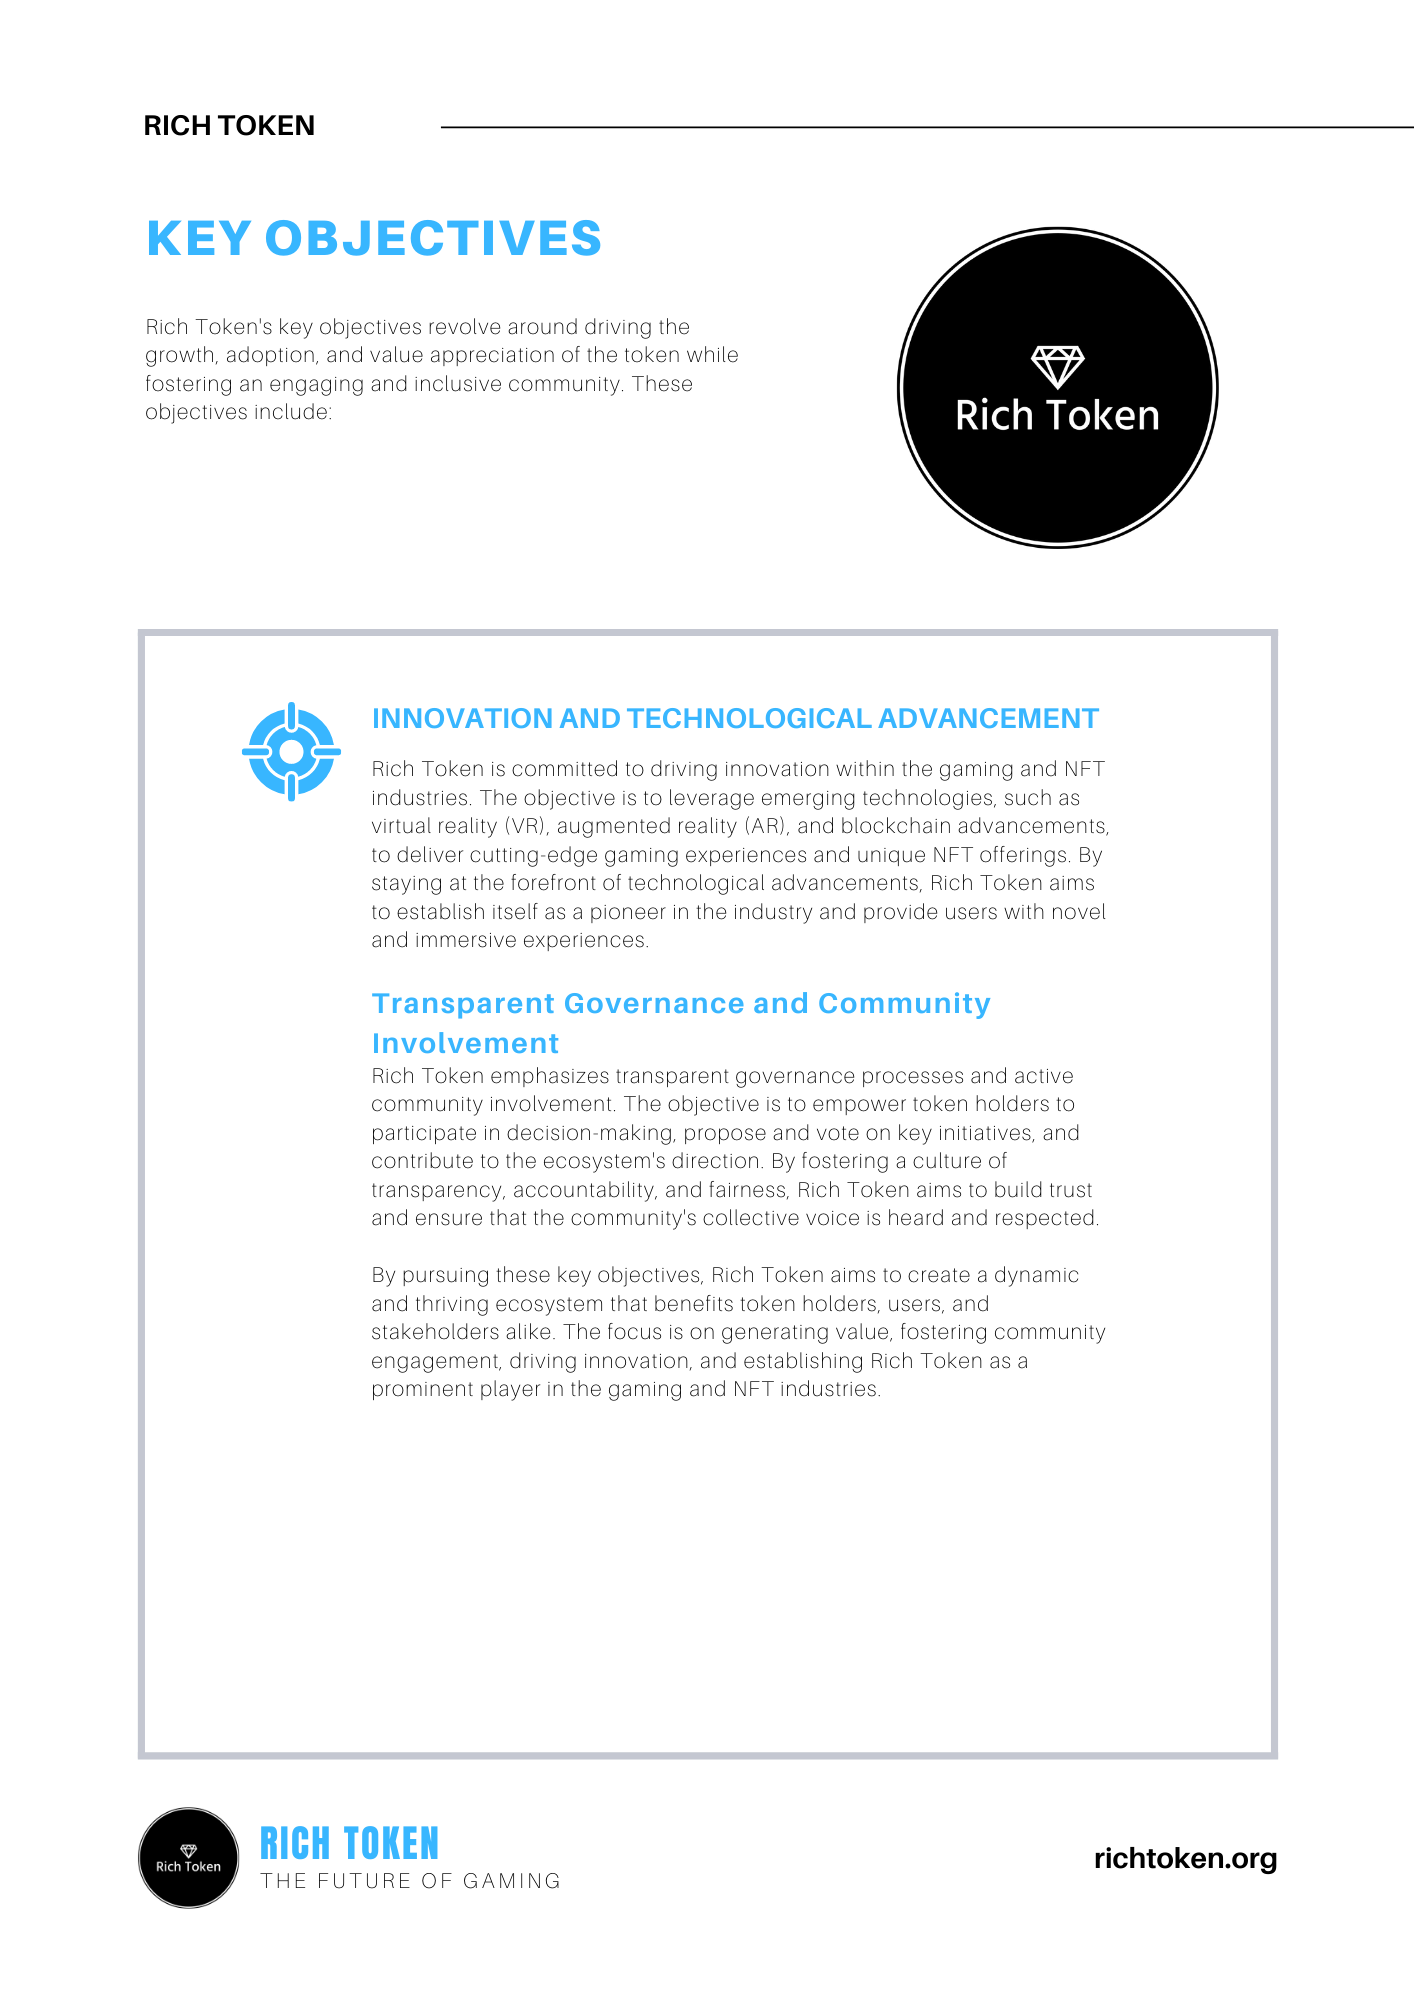 RICH TOKEN
KEY OBJECTIVES
Rich Token's key objectives revolve around driving the
growth, adoption, and value appreciation of the token while
fostering an engaging and inclusive community. These
objectives include:
Rich Token
INNOVATION AND TECHNOLOGICAL ADVANCEMENT
Rich Token is committed to driving innovation within the gaming and NFT
industries. The objective is to leverage emerging technologies, such as
virtual reality (VR), augmented reality (AR), and blockchain advancements,
to deliver cutting-edge gaming experiences and unique NFT offerings. By
staying at the forefront of technological advancements, Rich Token aims
to establish itself as a pioneer in the industry and provide users with novel
and immersive experiences.
Transparent Governance and Community
Involvement
Rich Token emphasizes transparent governance processes and active
community involvement. The objective is to empower token holders to
participate in decision-making, propose and vote on key initiatives, and
contribute to the ecosystem's direction. By fostering a culture of
transparency, accountability, and fairness, Rich Token aims to build trust
and ensure that the community's collective voice is heard and respected.
By pursuing these key objectives, Rich Token aims to create a dynamic
and thriving ecosystem that benefits token holders, users, and
stakeholders alike. The focus is on generating value, fostering community
engagement, driving innovation, and establishing Rich Token as a
prominent player in the gaming and NFT industries.
Rich Token
RICH TOKEN
THE FUTURE OF GAMING
richtoken.org